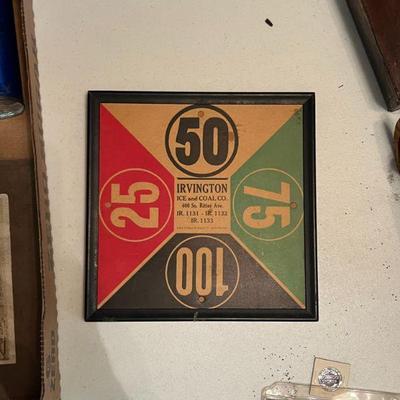 50
IRVINGTON
ICE and COAL CO.
400 So. Ritter Ave.
IR. 1131 - IR. 1132
IR. 1133
25
75
100